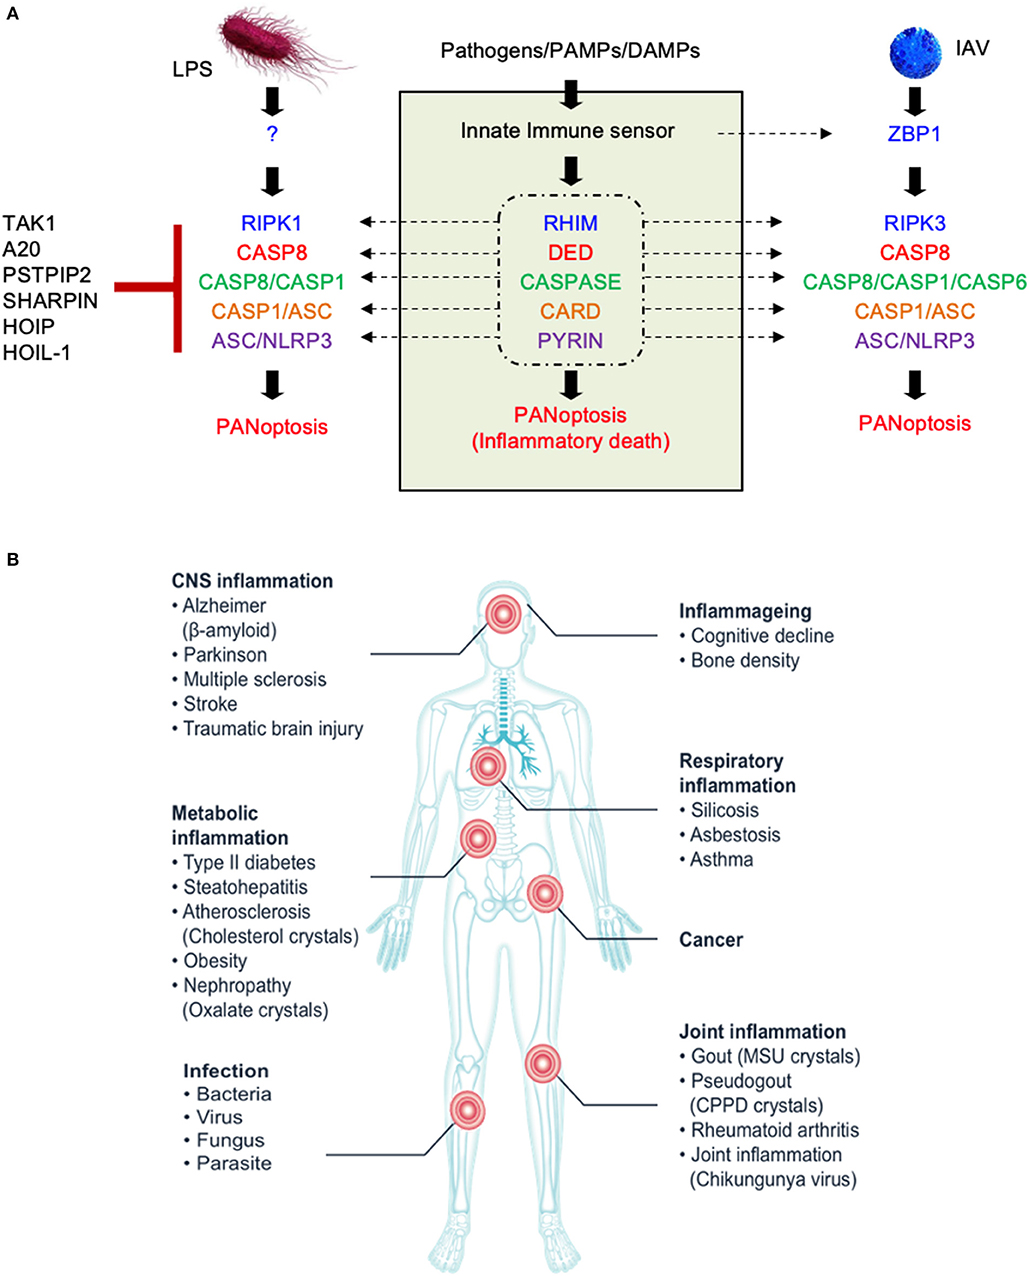 A
LPS
Pathogens/PAMPs/DAMPs
IAV
?
Innate Immune sensor
ZBP1
TAK1
A20
PSTPIP2
SHARPIN
HOIP
HOIL-1
RIPK1
CASP8
CASP8/CASP1
CASP1/ASC
ASC/NLRP3
PANoptosis
RHIM
DED
CASPASE
CARD
PYRIN
PANoptosis
(Inflammatory death)
RIPK3
CASP8
CASP8/CASP1/CASP6
CASP1/ASC
ASC/NLRP3
PANoptosis
B
CNS inflammation
• Alzheimer
(β-amyloid)
• Parkinson
• Multiple sclerosis
• Stroke
• Traumatic brain injury
Metabolic
inflammation
• Type II diabetes
• Steatohepatitis
• Atherosclerosis
(Cholesterol crystals)
• Obesity
• Nephropathy
(Oxalate crystals)
Infection
• Bacteria
• Virus
• Fungus
• Parasite
Inflammageing
• Cognitive decline
• Bone density
Respiratory
inflammation
• Silicosis
• Asbestosis
• Asthma
Cancer
Joint inflammation
• Gout (MSU crystals)
• Pseudogout
(CPPD crystals)
• Rheumatoid arthritis
• Joint inflammation
(Chikungunya virus)